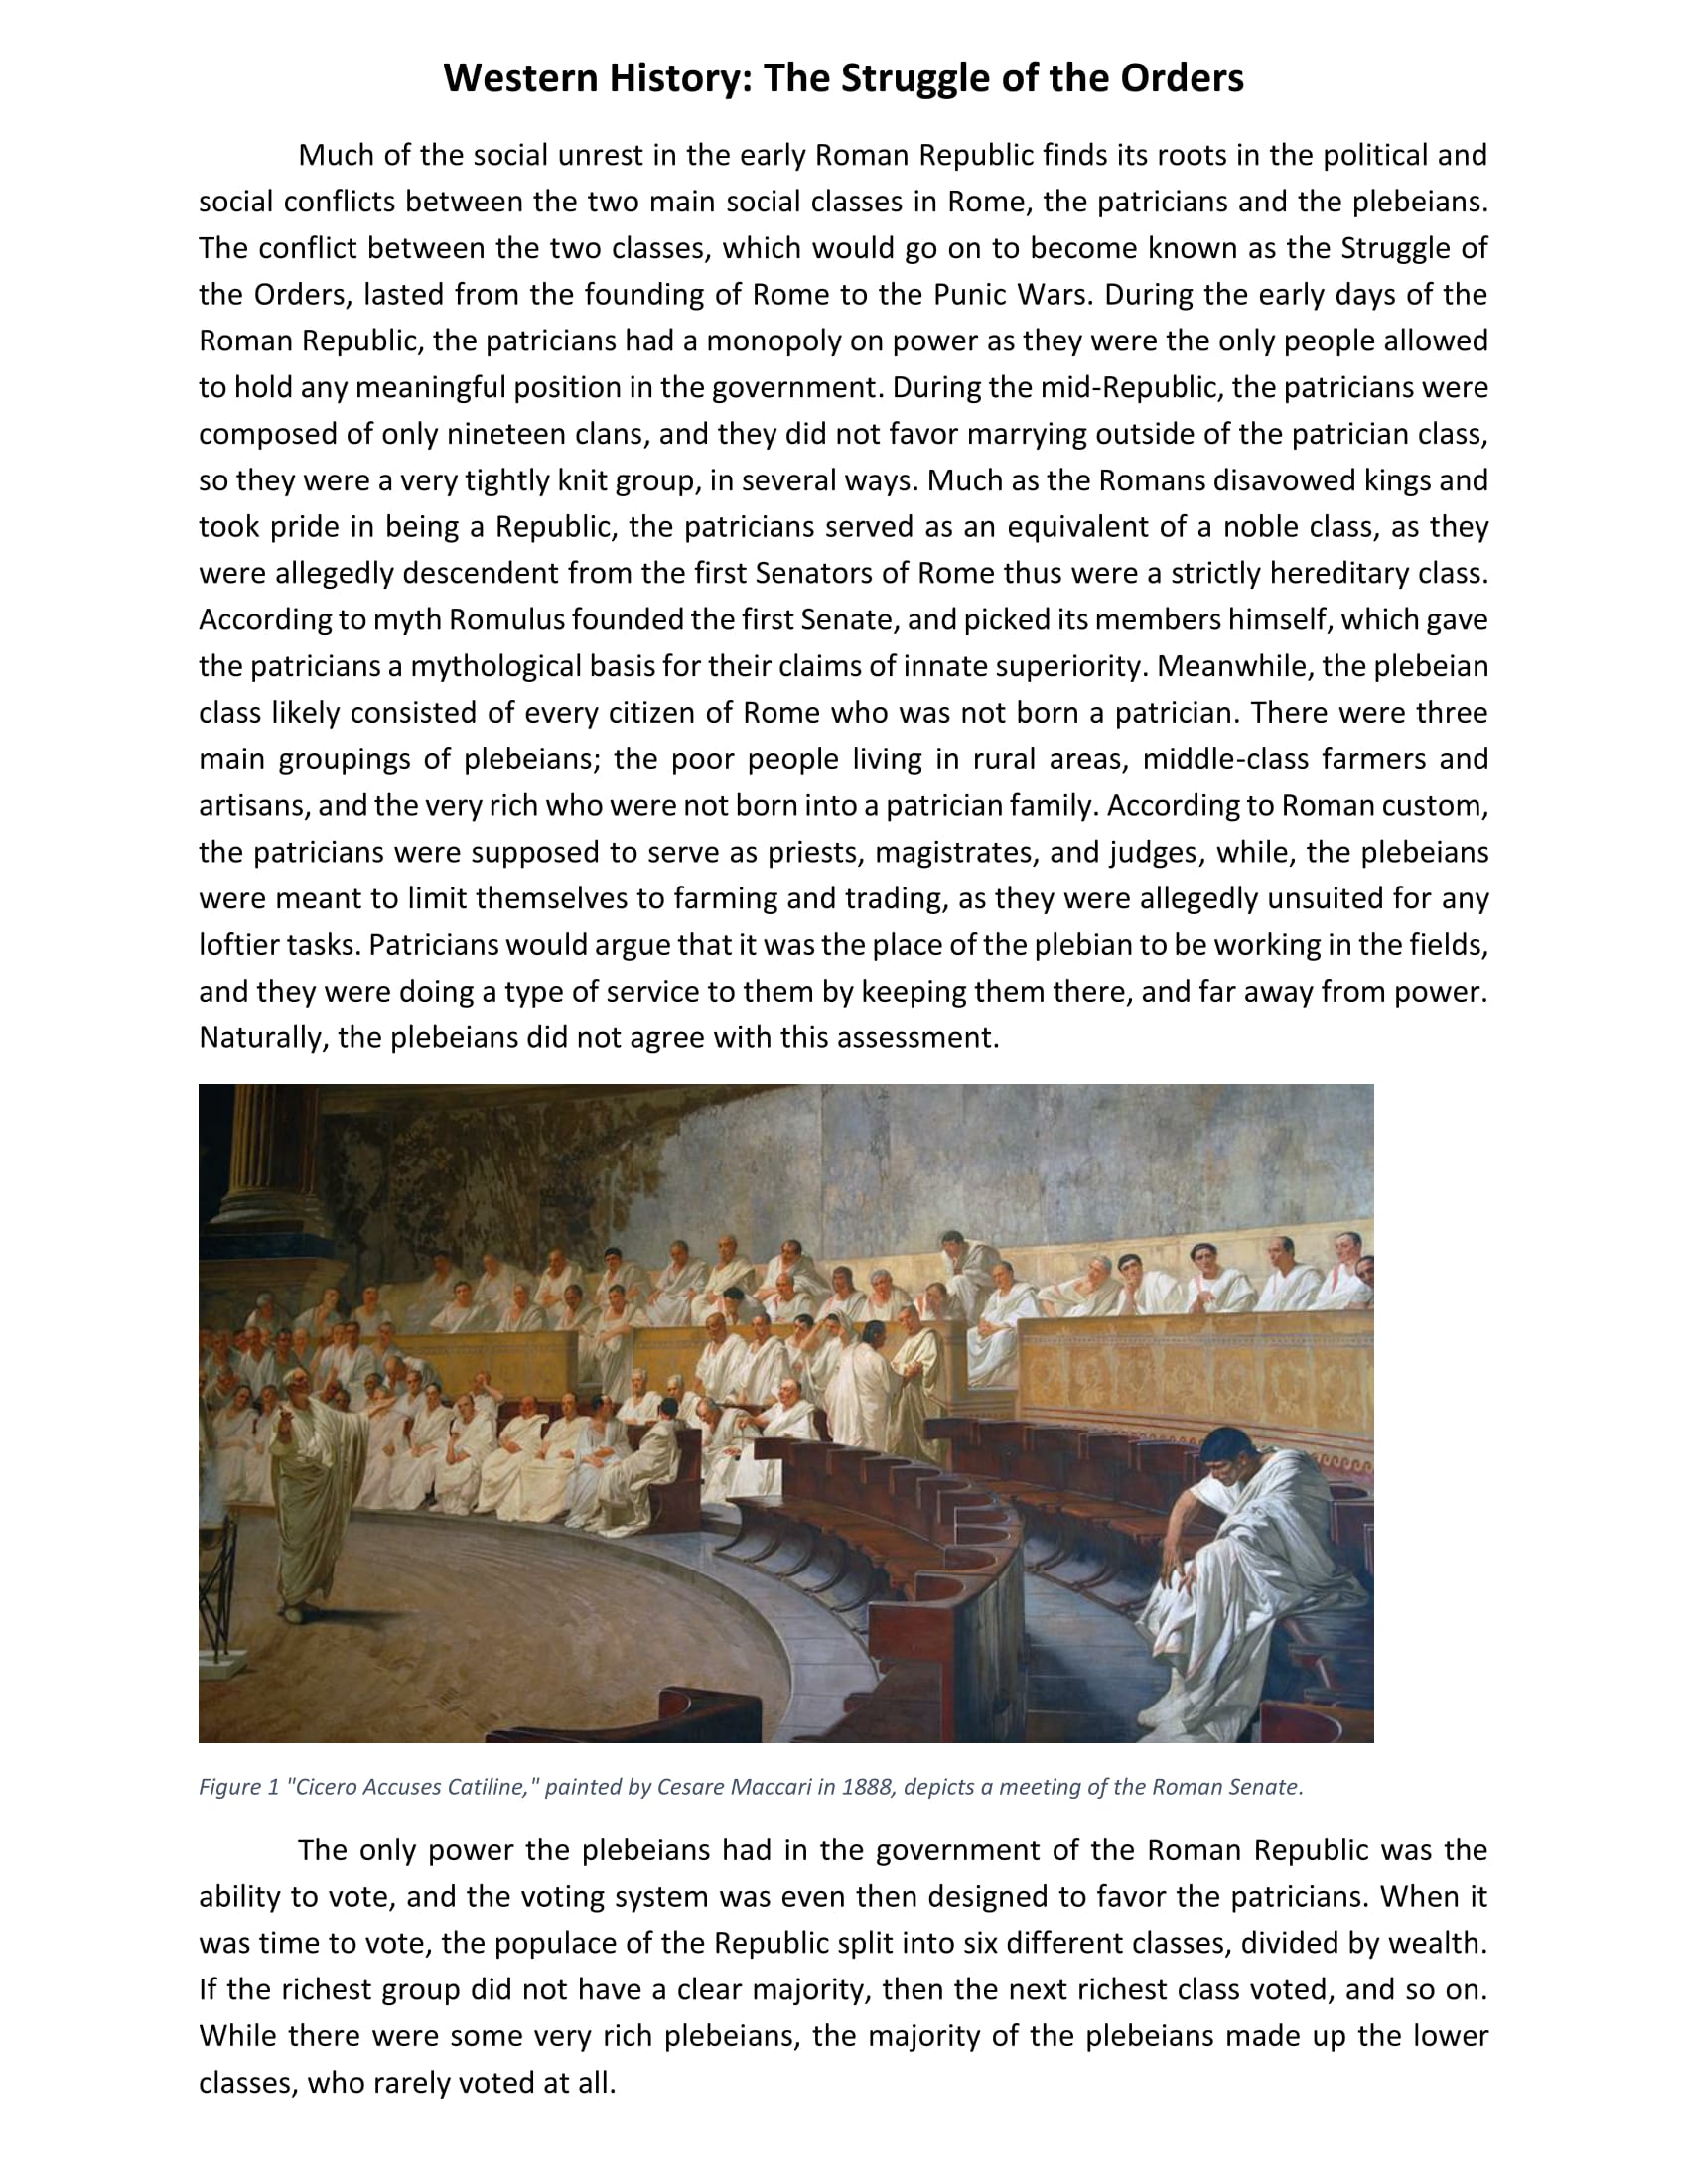 Western History: The Struggle of the Orders
Much of the social unrest in the early Roman Republic finds its roots in the political and
social conflicts between the two main social classes in Rome, the patricians and the plebeians.
The conflict between the two classes, which would go on to become known as the Struggle of
the Orders, lasted from the founding of Rome to the Punic Wars. During the early days of the
Roman Republic, the patricians had a monopoly on power as they were the only people allowed
to hold any meaningful position in the government. During the mid-Republic, the patricians were
composed of only nineteen clans, and they did not favor marrying outside of the patrician class,
so they were a very tightly knit group, in several ways. Much as the Romans disavowed kings and
took pride in being a Republic, the patricians served as an equivalent of a noble class, as they
were allegedly descendent from the first Senators of Rome thus were a strictly hereditary class.
According to myth Romulus founded the first Senate, and picked its members himself, which gave
the patricians a mythological basis for their claims of innate superiority. Meanwhile, the plebeian
class likely consisted of every citizen of Rome who was not born a patrician. There were three
main groupings of plebeians; the poor people living in rural areas, middle-class farmers and
artisans, and the very rich who were not born into a patrician family. According to Roman custom,
the patricians were supposed to serve as priests, magistrates, and judges, while, the plebeians
were meant to limit themselves to farming and trading, as they were allegedly unsuited for any
loftier tasks. Patricians would argue that it was the place of the plebian to be working in the fields,
and they were doing a type of service to them by keeping them there, and far away from power.
Naturally, the plebeians did not agree with this assessment.
Figure 1 "Cicero Accuses Catiline," painted by Cesare Maccari in 1888, depicts a meeting of the Roman Senate.
The only power the plebeians had in the government of the Roman Republic was the
ability to vote, and the voting system was even then designed to favor the patricians. When it
was time to vote, the populace of the Republic split into six different classes, divided by wealth.
If the richest group did not have a clear majority, then the next richest class voted, and so on.
While there were some very rich plebeians, the majority of the plebeians made up the lower
classes, who rarely voted at all.